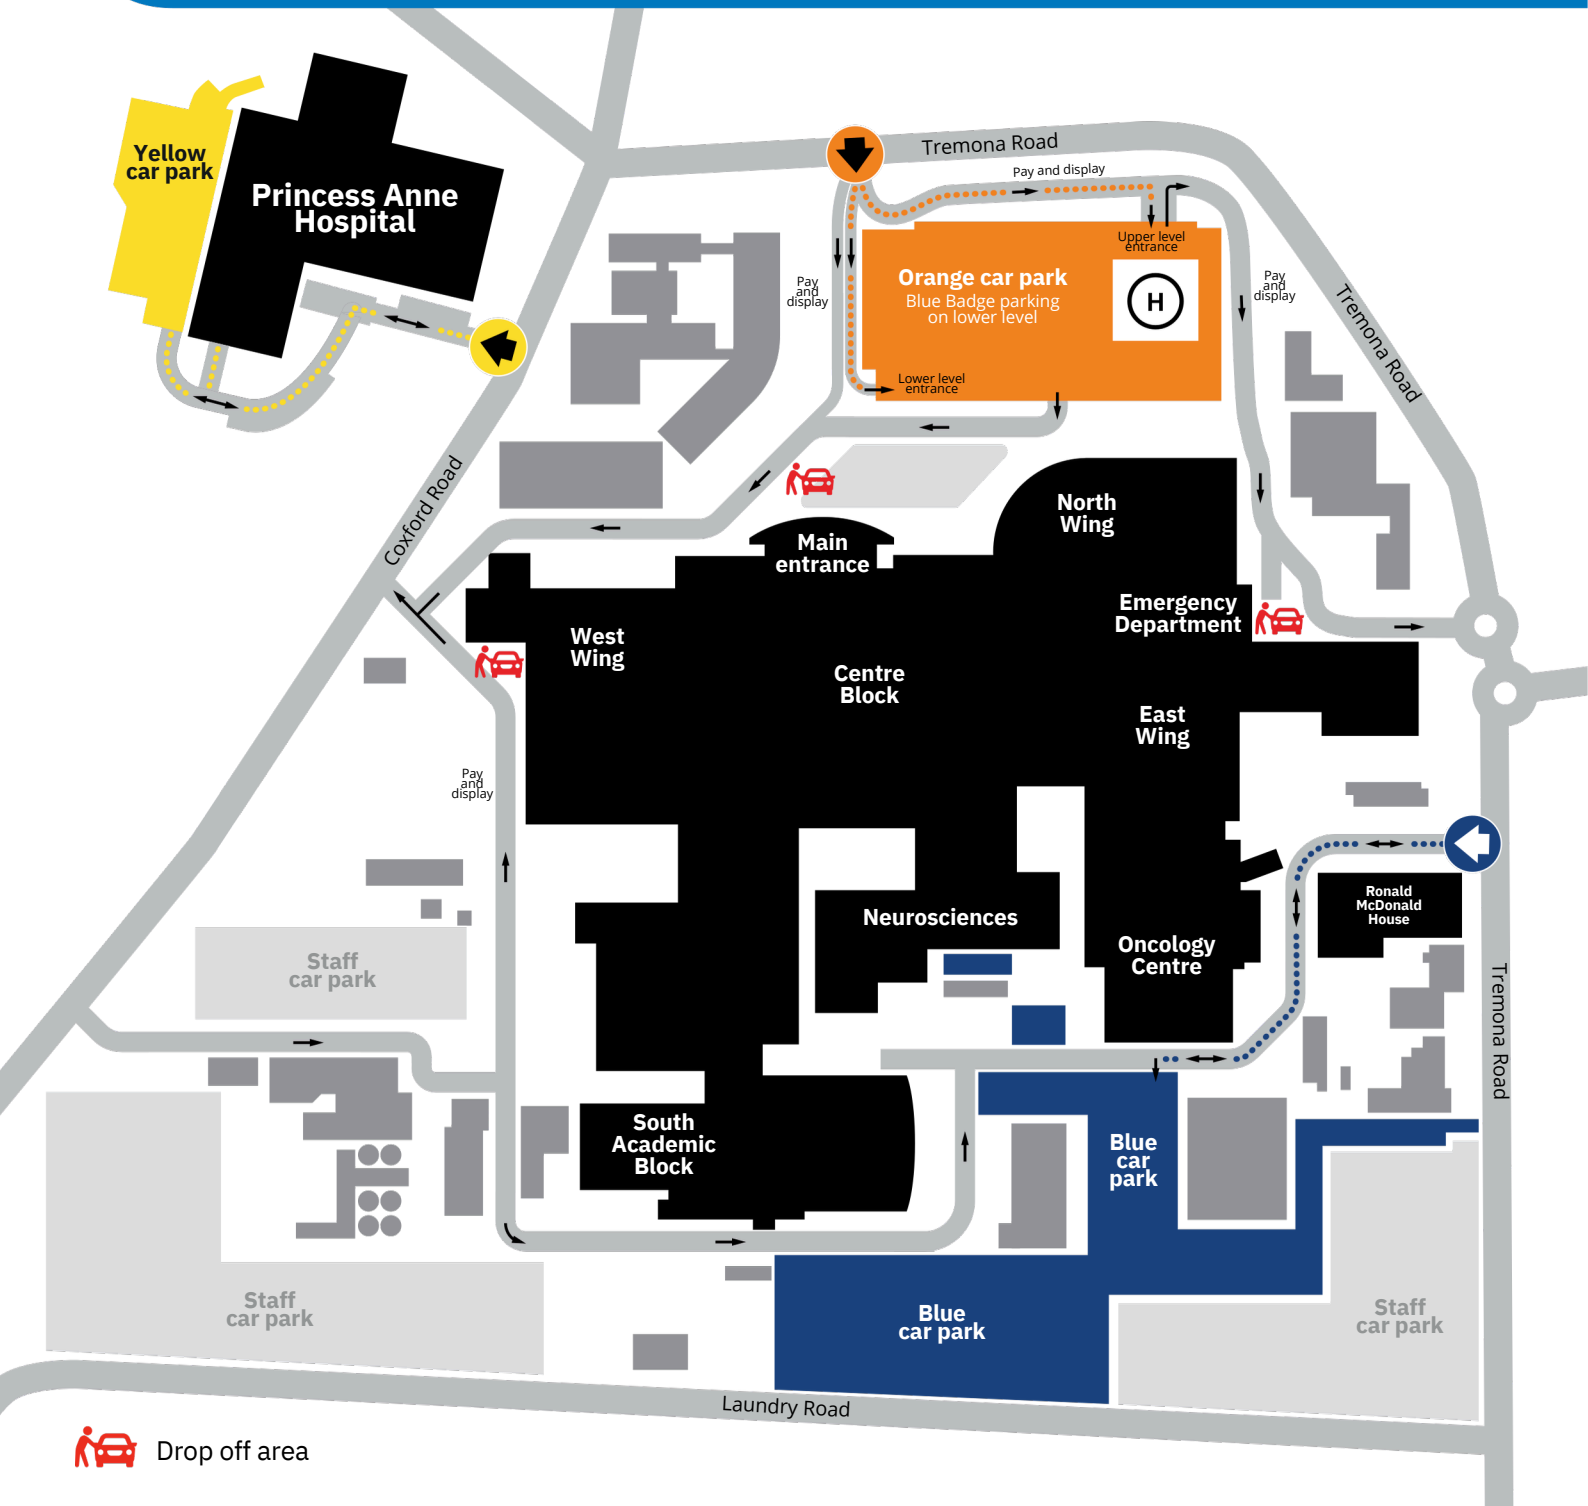 Tremona Road
Pay and display
Yellow
car park
Princess Anne
Hospital
Upper level
entrance
Orange car park
Blue Badge parking
on lower level
H
Pay
and
display
Pay
and
display
Tremona Road
Lower level
entrance
Coxford Road
North
Wing
Main
entrance
Emergency
Department
West
Wing
Centre
Block
East
Wing
Pay
and
display
Ronald
McDonald
House
Neurosciences
Oncology
Centre
Staff
car park
Tremona Road
South
Academic
Block
Blue
car
park
Staff
car park
Blue
car park
Staff
car park
Laundry Road
Drop off area